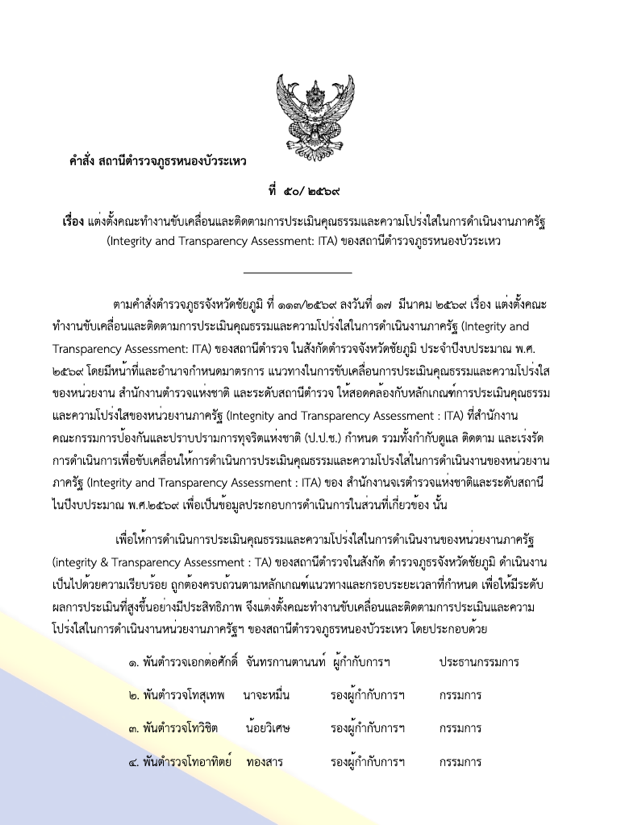 คำสั่ง สถานีตำรวจภูธรหนองบัวระเหว
ที่ ๕๐/ ๒๕๖๙
เรื่อง แต่งตั้งคณะทำงานขับเคลื่อนและติดตามการประเมินคุณธรรมและความโปร่งใสในการดำเนินงานภาครัฐ
(Integrity and Transparency Assessment: ITA) ของสถานีตำรวจภูธรหนองบัวระเหว
ตามคำสั่งตำรวจภูธรจังหวัดชัยภูมิ ที่ ๑๑๓/๒๕๖๙ ลงวันที่ ๑๗ มีนาคม ๒๕๖๙ เรื่อง แต่งตั้งคณะ
ทำงานขับเคลื่อนและติดตามการประเมินคุณธรรมและความโปร่งใสในการดำเนินงานภาครัฐ (Integrity and
Transparency Assessment: ITA) ของสถานีตำรวจ ในสังกัดตำรวจจังหวัดชัยภูมิ ประจำปีงบประมาณ พ.ศ.
๒๕๖๙ โดยมีหน้าที่และอำนาจกำหนดมาตรการ แนวทางในการขับเคลื่อนการประเมินคุณธรรมและความโปร่งใส
ของหน่วยงาน สำนักงานตำรวจแห่งชาติ และระดับสถานีตำรวจ ให้สอดคล้องกับหลักเกณฑ์การประเมินคุณธรรม
และความโปร่งใสของหน่วยงานภาครัฐ (Integrity and Transparency Assessment : ITA) ที่สำนักงาน
คณะกรรมการป้องกันและปราบปรามการทุจริตแห่งชาติ (ป.ป.ช.) กำหนด รวมทั้งกำกับดูแล ติดตาม และเร่งรัด
การดำเนินการเพื่อขับเคลื่อนให้การดำเนินการประเมินคุณธรรมและความโปร่งใสในการดำเนินงานของหน่วยงาน
ภาครัฐ (Integrity and Transparency Assessment : ITA) ของ สำนักงานจเรตำรวจแห่งชาติและระดับสถานี
ในปีงบประมาณ พ.ศ.๒๕๖๙ เพื่อเป็นข้อมูลประกอบการดำเนินการในส่วนที่เกี่ยวข้อง นั้น
เพื่อให้การดำเนินการประเมินคุณธรรมและความโปร่งใสในการดำเนินงานของหน่วยงานภาครัฐ
(integrity & Transparency Assessment : TA) ของสถานีตำรวจในสังกัด ตำรวจภูธรจังหวัดชัยภูมิ ดำเนินงาน
เป็นไปด้วยความเรียบร้อย ถูกต้องครบถ้วนตามหลักเกณฑ์แนวทางและกรอบระยะเวลาที่กำหนด เพื่อให้มีระดับ
ผลการประเมินที่สูงขึ้นอย่างมีประสิทธิภาพ จึงแต่งตั้งคณะทำงานขับเคลื่อนและติดตามการประเมินและความ
โปร่งใสในการดำเนินงานหน่วยงานภาครัฐฯ ของสถานีตำรวจภูธรหนองบัวระเหว โดยประกอบด้วย
๑. พันตำรวจเอกต่อศักดิ์ จันทรกานตานนท์ ผู้กำกับการฯ ประธานกรรมการ
๒. พันตำรวจโทสุเทพ นาจะหมื่น รองผู้กำกับการฯ กรรมการ
๓. พันตำรวจโทวิชิต น้อยวิเศษ รองผู้กำกับการฯ กรรมการ
๔. พันตำรวจโทอาทิตย์ ทองสาร รองผู้กำกับการฯ กรรมการ